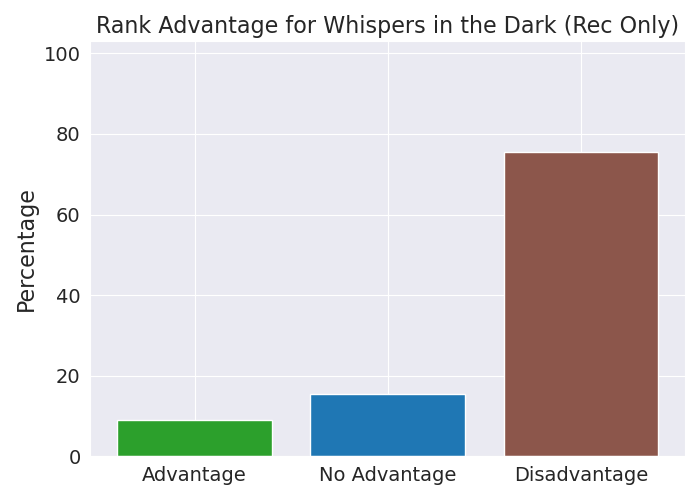 Rank Advantage for Whispers in the Dark (Rec Only)
Percentage
100
80
60
40
20
0
Advantage
No Advantage
Disadvantage